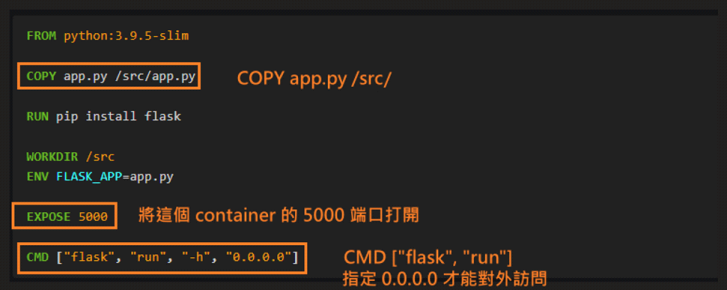 FROM python:3.9.5-slim
COPY app.py /src/app.py
COPY app.py /src/
RUN pip install flask
WORKDIR /src
ENV FLASK_APP=app.py
EXPOSE 5000
將這個 container 的 5000 端口打開
CMD ["flask", "run", "-h", "0.0.0.0"]
CMD ["flask", "run"]
指定 0.0.0.0 才能對外訪問